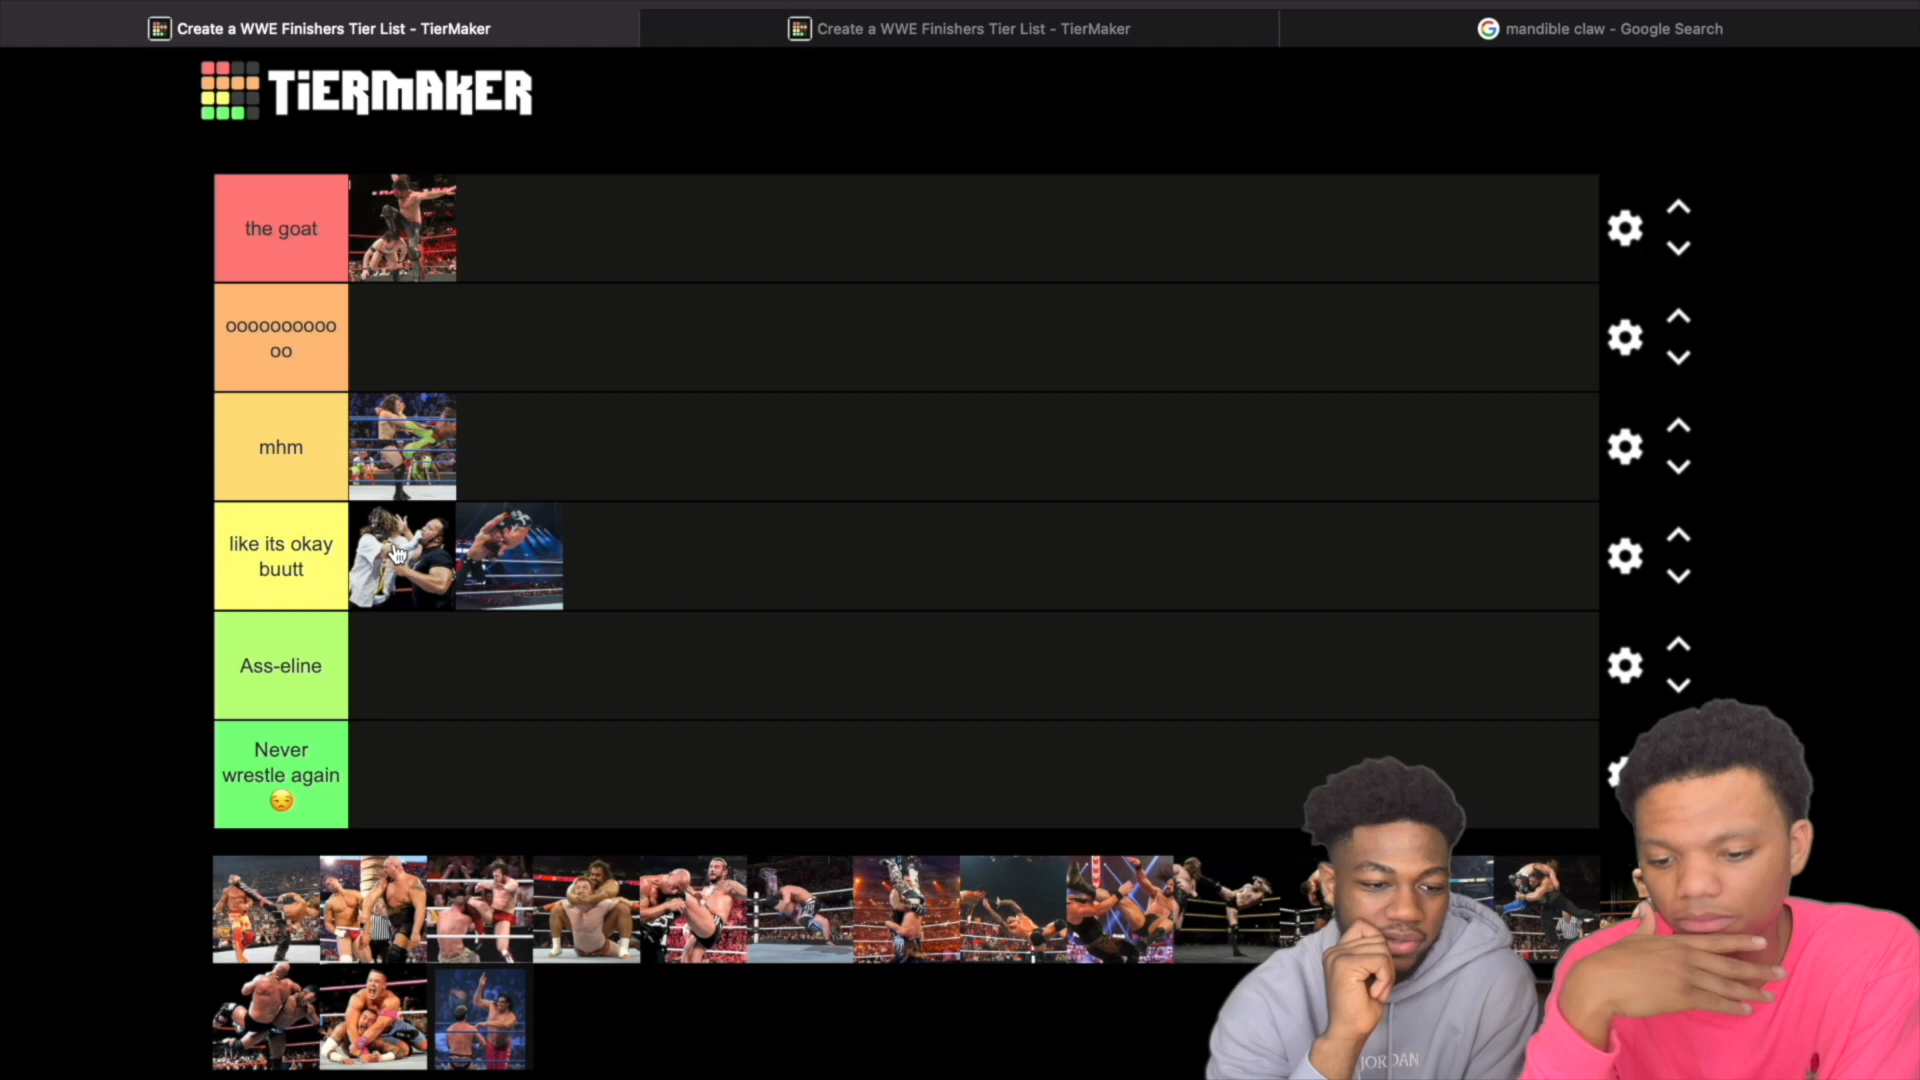 Create a WWE Finishers Tier List - TierMaker
Create a WWE Finishers Tier List - TierMaker
mandible claw - Google Search
TIERMAKER
the goat
oooooooooo
oo
mhm
like its okay
buutt
Ass-eline
Never
wrestle again
😒
JORDAN